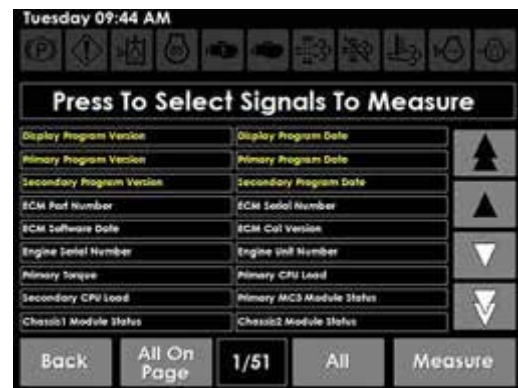 Tuesday 09:44 AM
Press To Select Signals To Measure
Display Program Version Display Program Date
Primary Program Version Primary Program Date
Secondary Program Version Secondary Program Date
ECM Part Number ECM Serial Number
ECM Software Date ECM Cal Version
Engine Serial Number Engine Unit Number
Primary Torque Primary CPU Load
Secondary CPU Load Primary MCS Module Status
Chassis1 Module Status Chassis2 Module Status
Back All On Page 1/51 All Measure